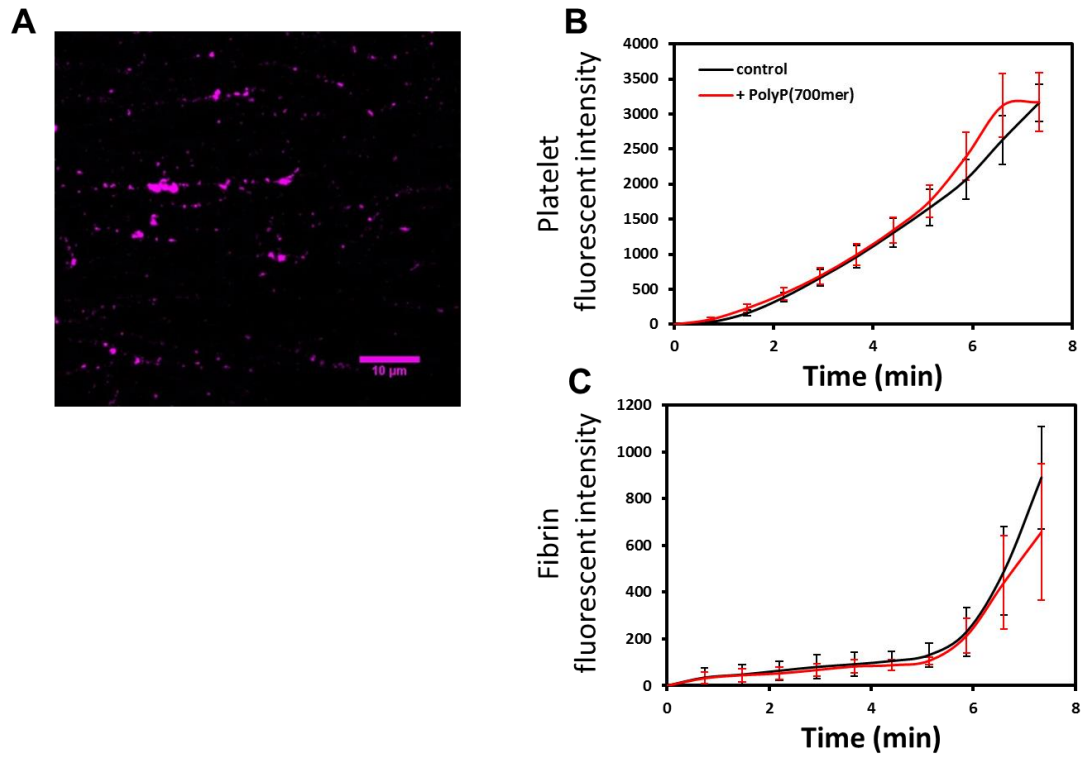 A
10 µm
B
Platelet
fluorescent intensity
4000
3500
3000
2500
2000
1500
1000
500
0
control
+ PolyP(700mer)
0 2 4 6 8
Time (min)
C
Fibrin
fluorescent intensity
1200
1000
800
600
400
200
0
0 2 4 6 8
Time (min)